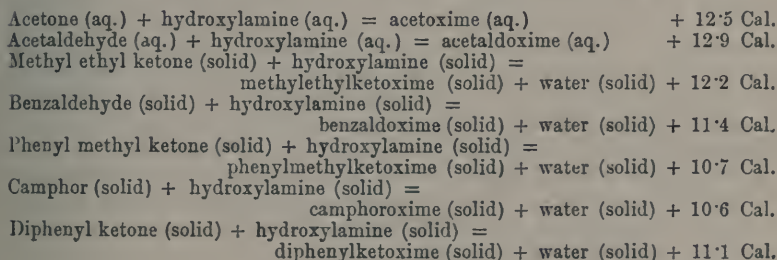 Acetone (aq.) + hydroxylamine (aq.) = acetoxime (aq.) + 12·5 Cal.
Acetaldehyde (aq.) + hydroxylamine (aq.) = acetaldoxime (aq.) + 12·9 Cal.
Methyl ethyl ketone (solid) + hydroxylamine (solid) =
methylethylketoxime (solid) + water (solid) + 12·2 Cal.
Benzaldehyde (solid) + hydroxylamine (solid) =
benzaldoxime (solid) + water (solid) + 11·4 Cal.
Phenyl methyl ketone (solid) + hydroxylamine (solid) =
phenylmethylketoxime (solid) + water (solid) + 10·7 Cal.
Camphor (solid) + hydroxylamine (solid) =
camphoroxime (solid) + water (solid) + 10·6 Cal.
Diphenyl ketone (solid) + hydroxylamine (solid) =
diphenylketoxime (solid) + water (solid) + 11·1 Cal.